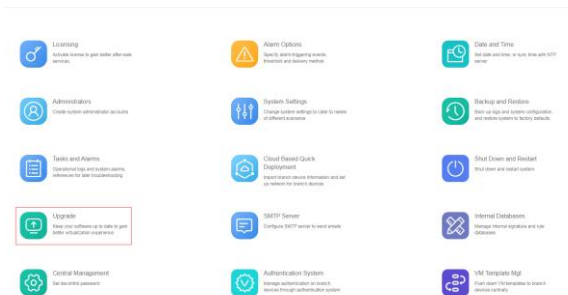 Licensing
Activate license to gain better after-sale
services.
Alarm Options
Specify alarm triggering events,
threshold and delivery method
Date and Time
Set date and time, or sync time with NTP
server
Administrators
Create system administrator accounts
System Settings
Change system settings to cater to needs
of different scenarios
Backup and Restore
Back up logs and system configuration,
and restore system to factory defaults
Tasks and Alarms
Operational logs and system alarms,
references for later troubleshooting
Cloud Based Quick
Deployment
Import branch device information and set
up network for branch devices
Shut Down and Restart
Shut down and restart system
Upgrade
Keep your software up to date to gain
better virtualization experience
SMTP Server
Configure SMTP server to send emails
Internal Databases
Manage internal signature and rule
databases
Central Management
Set connection password
Authentication System
Manage authentication on branch
devices through authentication system
VM Template Mgt
Push down VM templates to branch
devices centrally